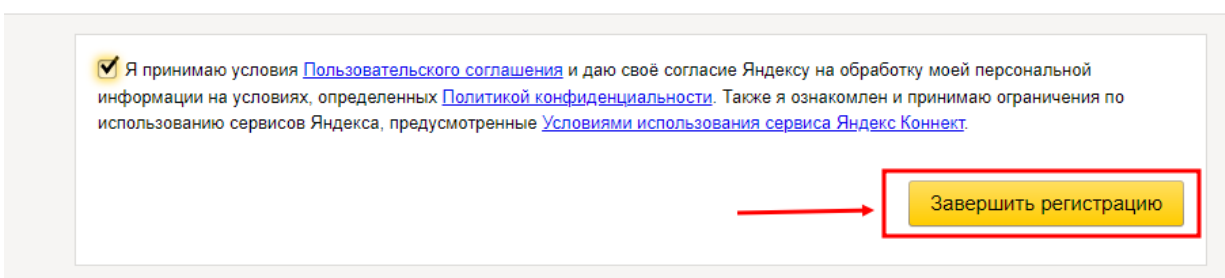 Я принимаю условия Пользовательского соглашения и даю своё согласие Яндексу на обработку моей персональной
информации на условиях, определенных Политикой конфиденциальности. Также я ознакомлен и принимаю ограничения по
использованию сервисов Яндекса, предусмотренные Условиями использования сервиса Яндекс Коннект.
Завершить регистрацию